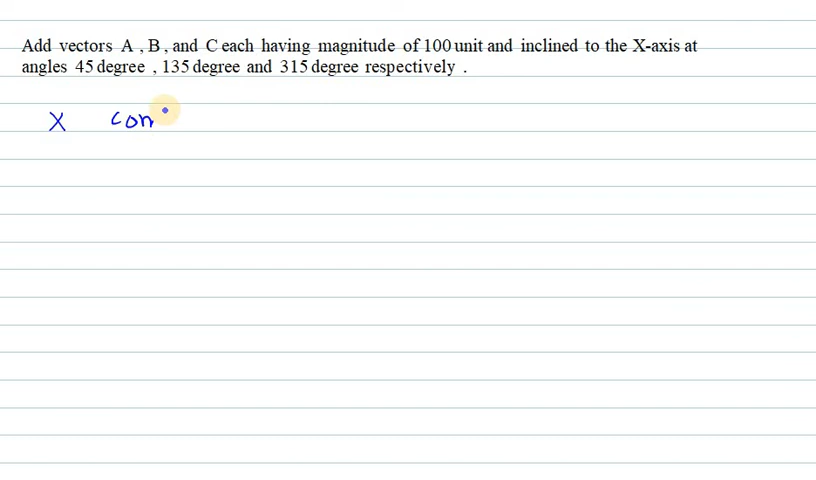 Add vectors A , B , and C each having magnitude of 100 unit and inclined to the X-axis at
angles 45 degree , 135 degree and 315 degree respectively .
X con